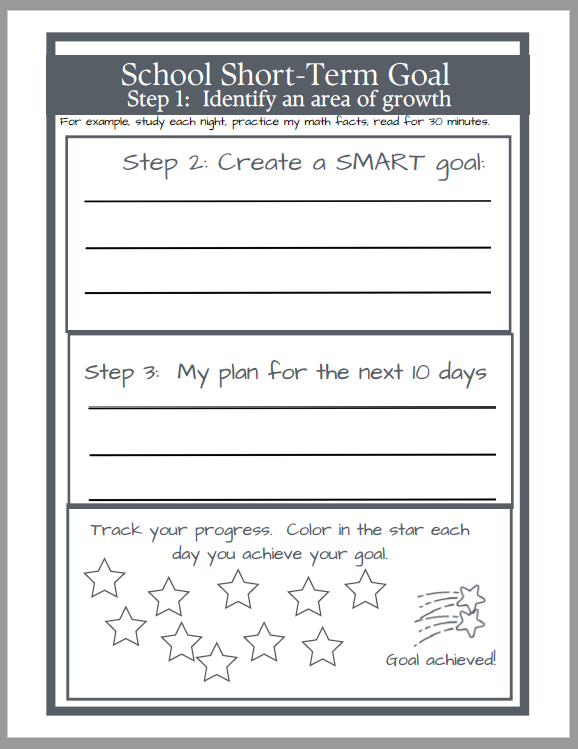 School Short-Term Goal
Step 1: Identify an area of growth
For example, study each night, practice my math facts, read for 30 minutes.
Step 2: Create a SMART goal:
Step 3: My plan for the next 10 days
Track your progress. Color in the star each
day you achieve your goal.
Goal achieved!